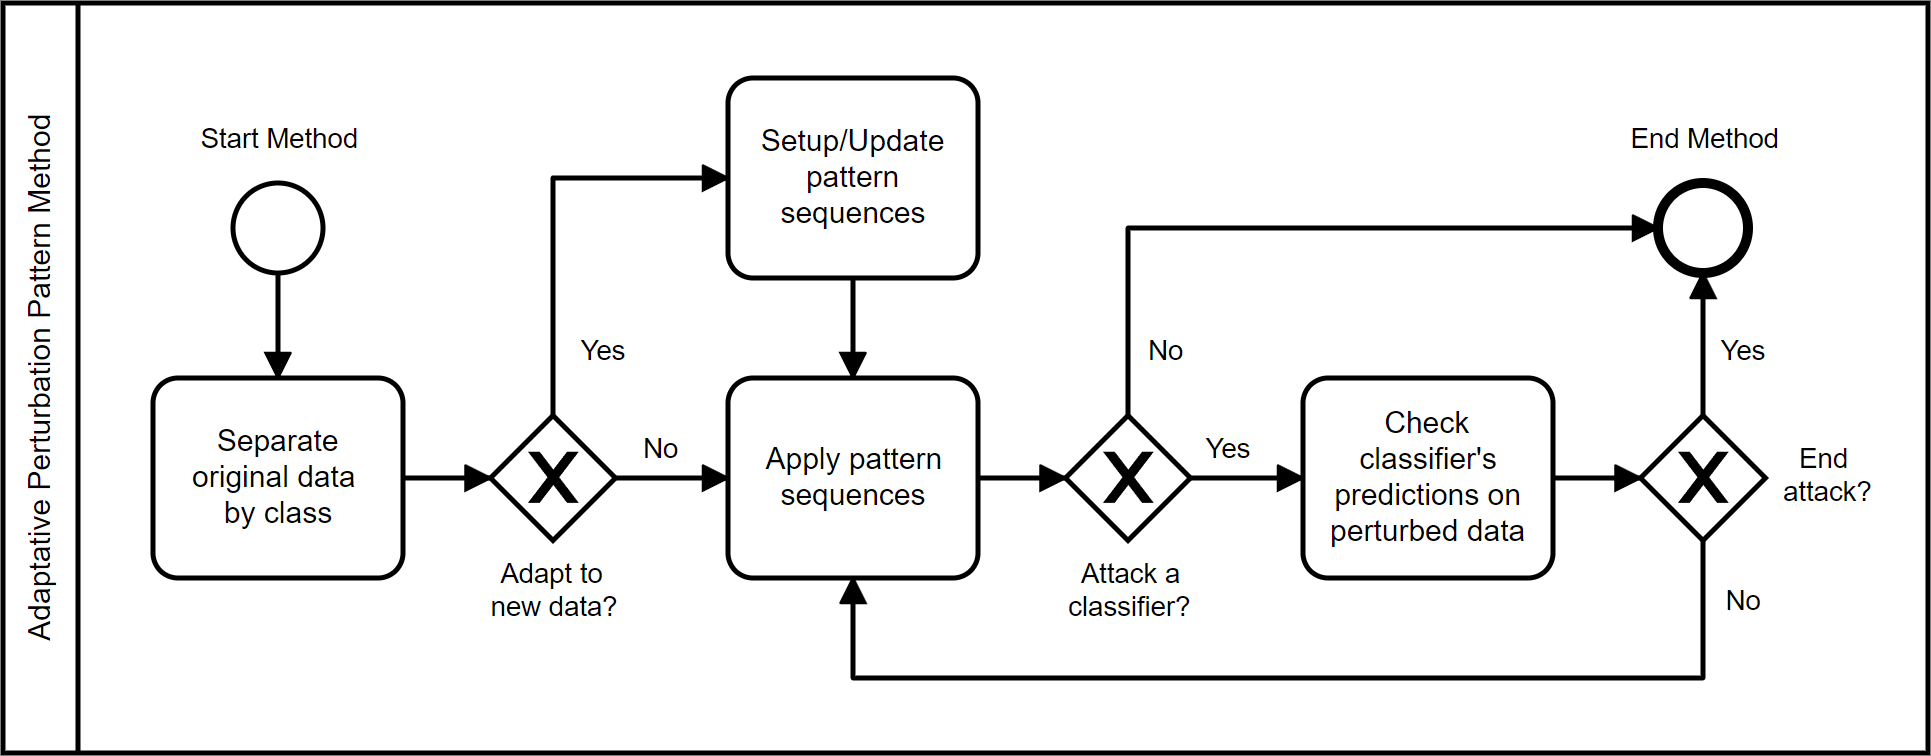 Adaptative Perturbation Pattern Method
Start Method
Separate
original data
by class
Adapt to
new data?
Yes
No
Setup/Update
pattern
sequences
Apply pattern
sequences
Attack a
classifier?
No
Yes
Check
classifier's
predictions on
perturbed data
End
attack?
Yes
No
End Method
X
X
X